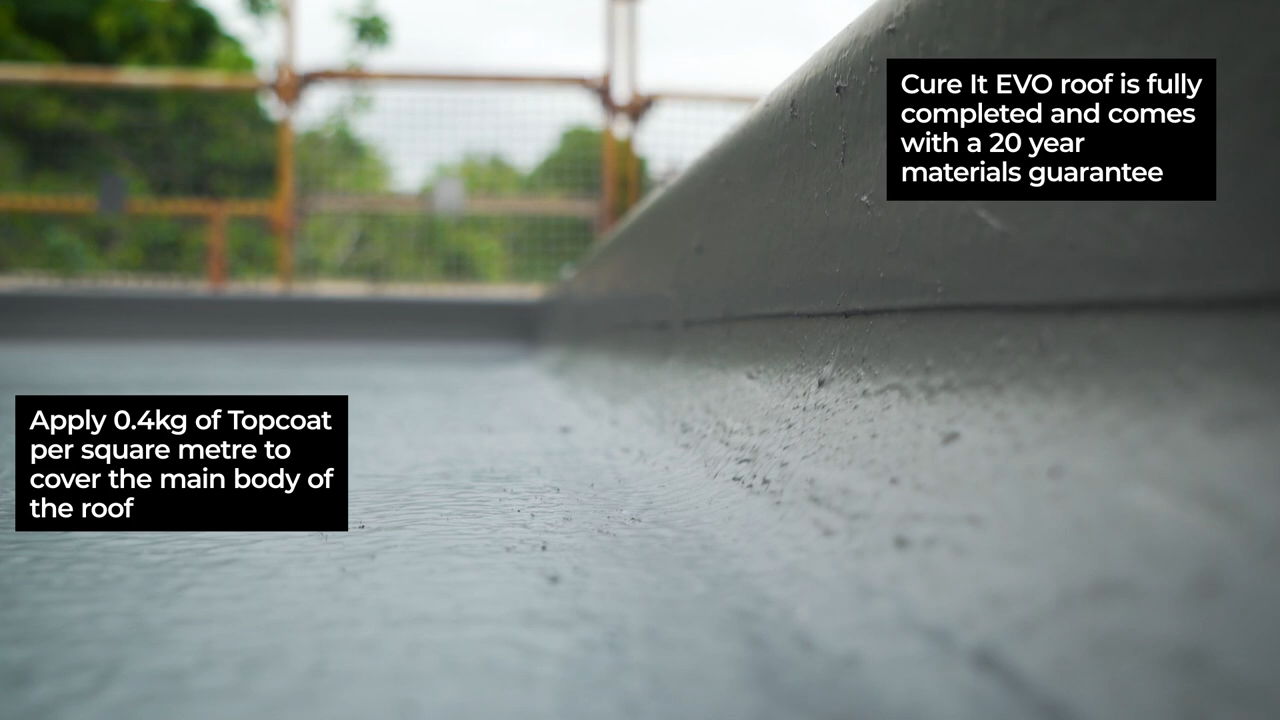 Cure It EVO roof is fully
completed and comes
with a 20 year
materials guarantee
Apply 0.4kg of Topcoat
per square metre to
cover the main body of
the roof